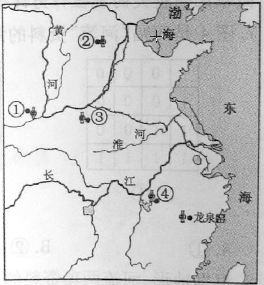 渤
海
黄
河
②
①
③
东
海
淮
河
长
江
④
龙泉窑